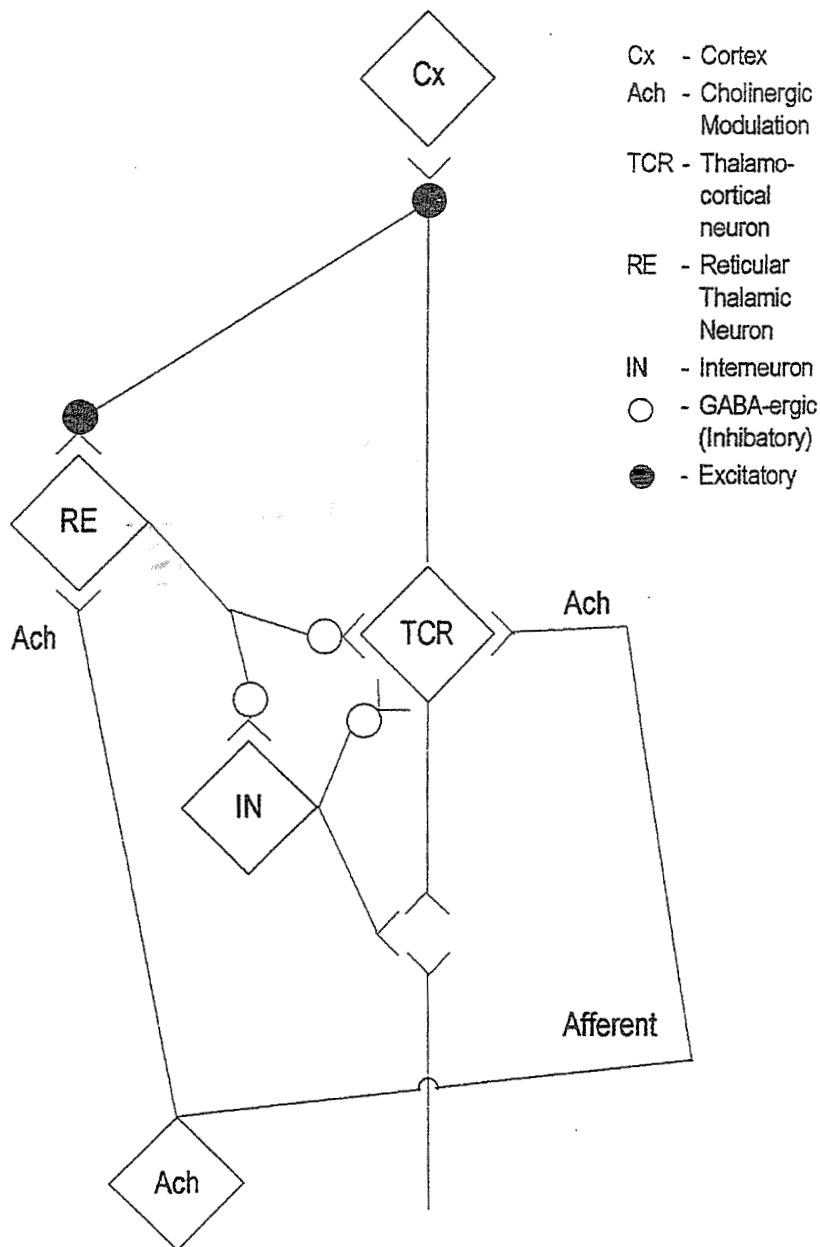 Cx
Cx - Cortex
Ach - Cholinergic
Modulation
TCR - Thalamo-
cortical
neuron
RE - Reticular
Thalamic
Neuron
IN - Interneuron
- GABA-ergic
(Inhibatory)
- Excitatory
RE
Ach
TCR
Ach
IN
Afferent
Ach